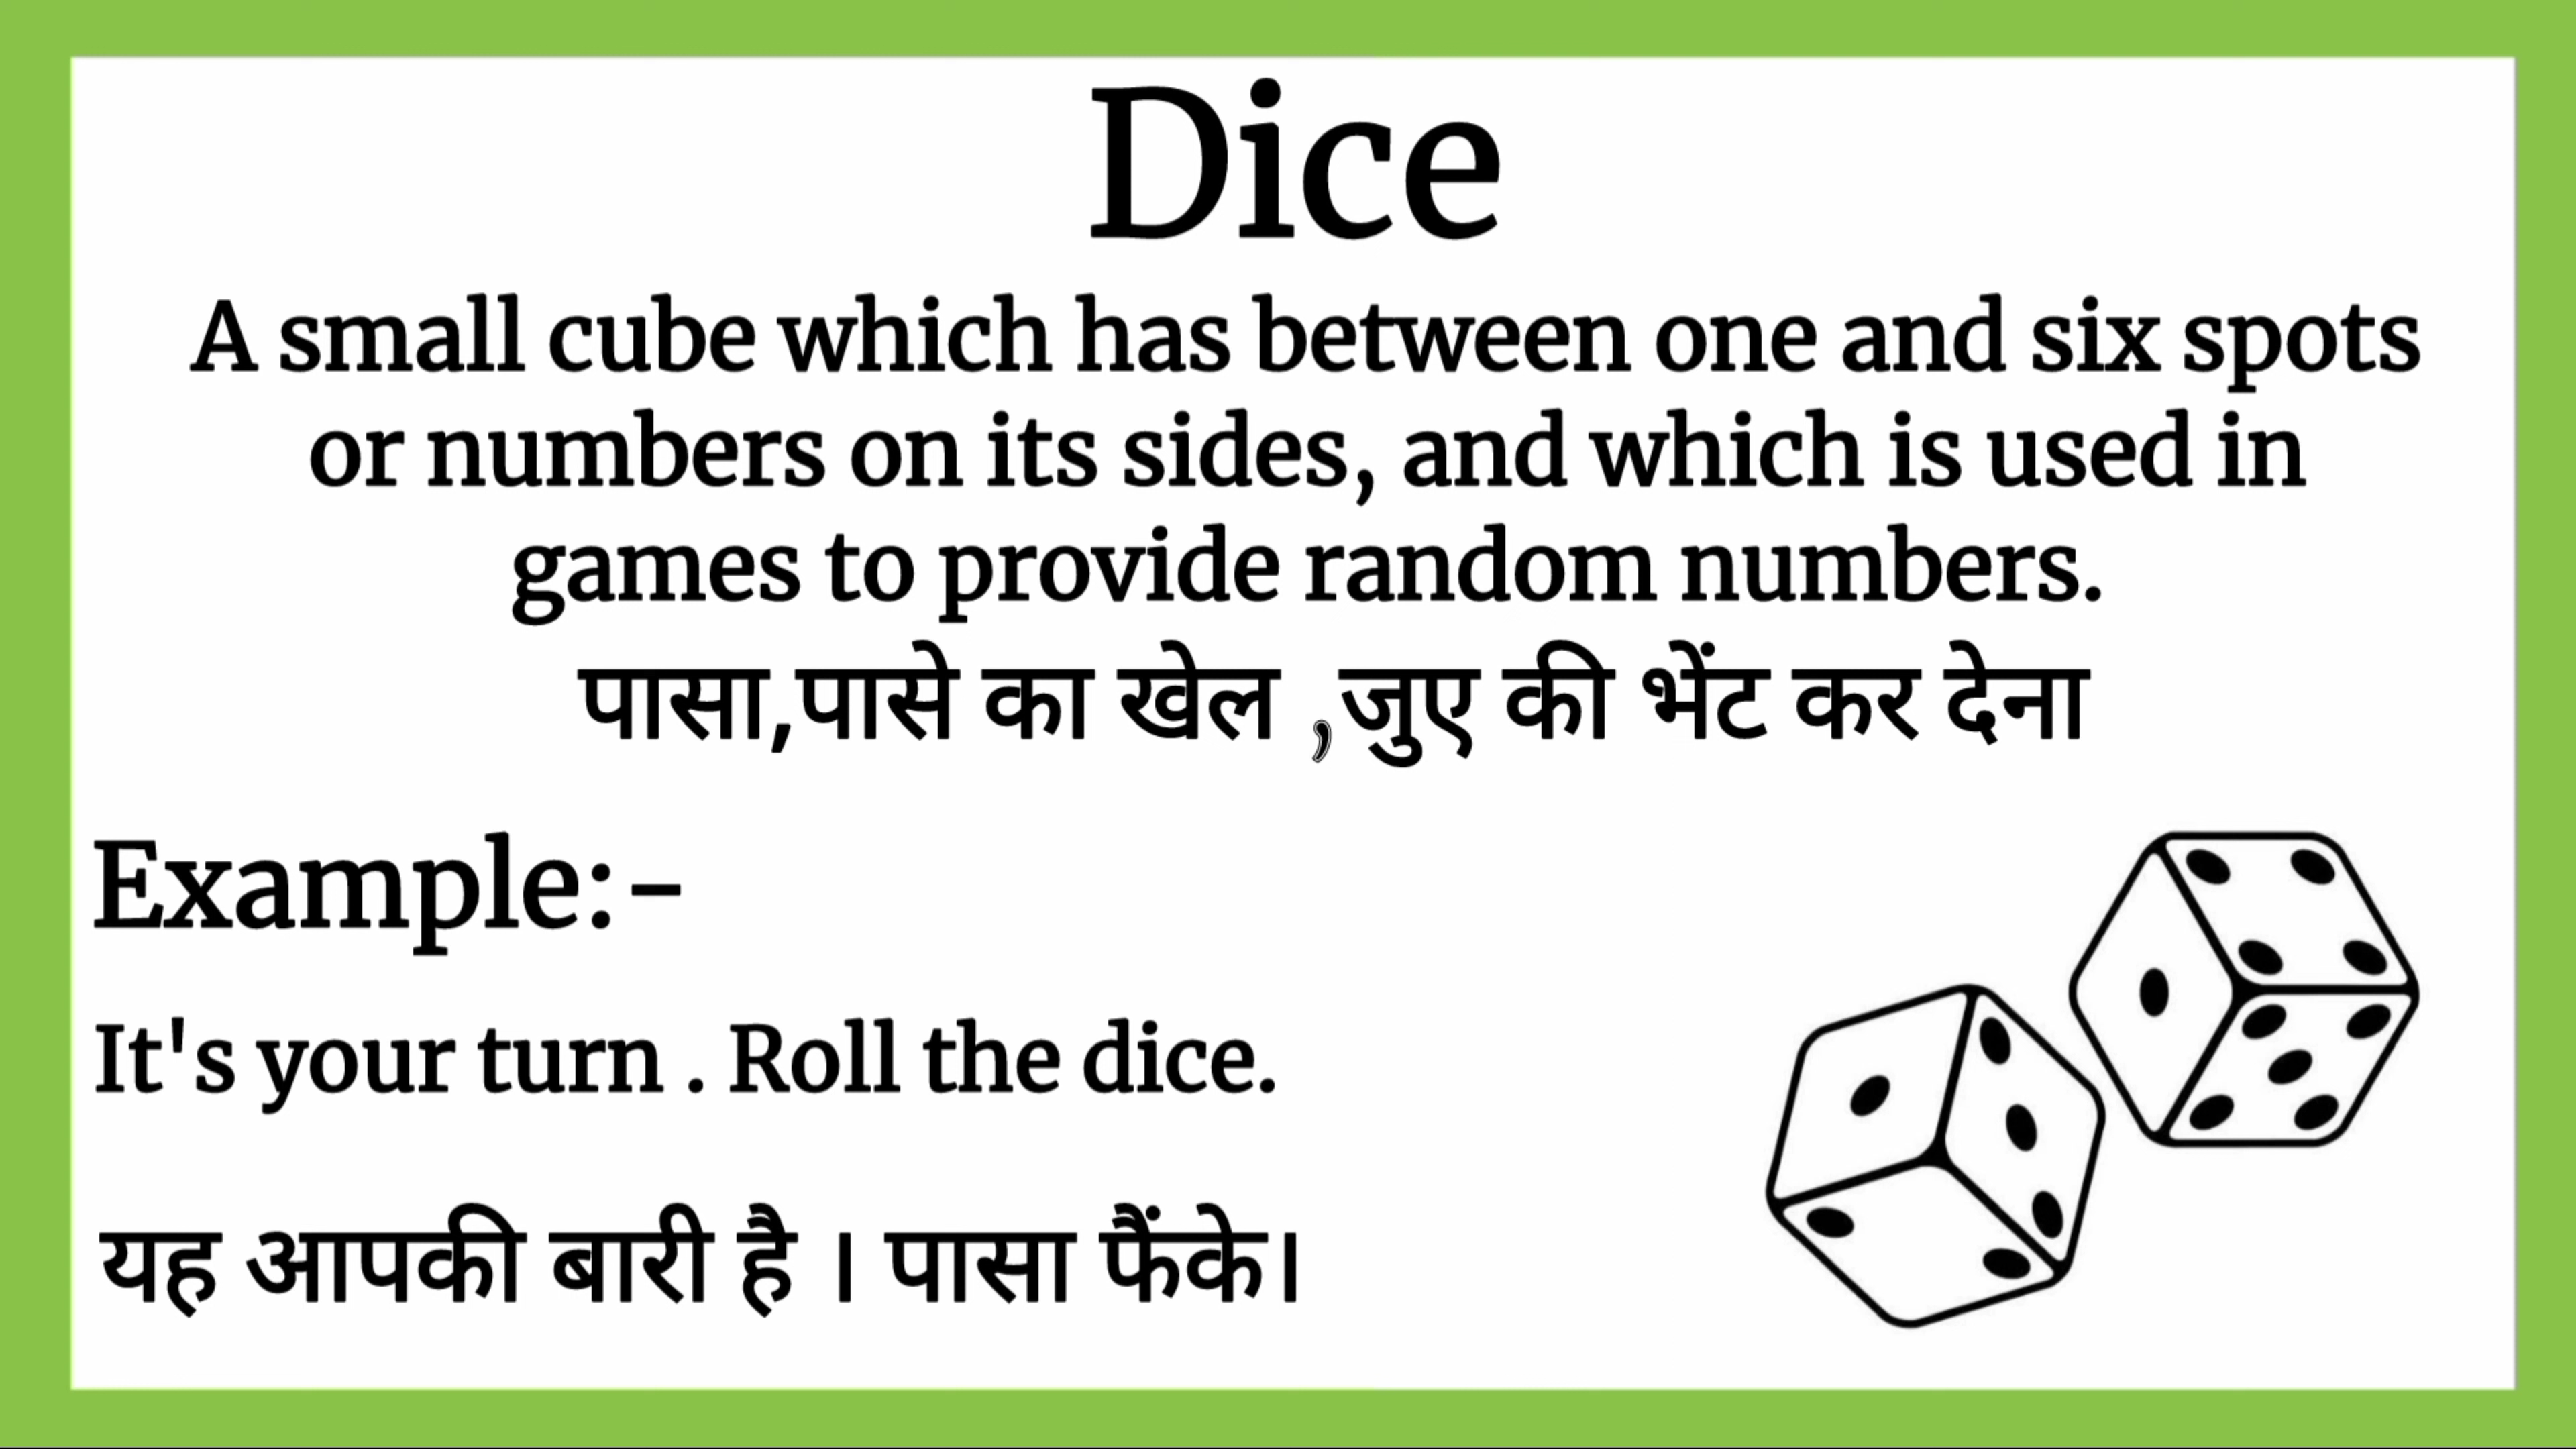 Dice
A small cube which has between one and six spots
or numbers on its sides, and which is used in
games to provide random numbers.
पासा,पासे का खेल ,जुए की भेंट कर देना
Example:-
It's your turn . Roll the dice.
यह आपकी बारी है । पासा फैंके।